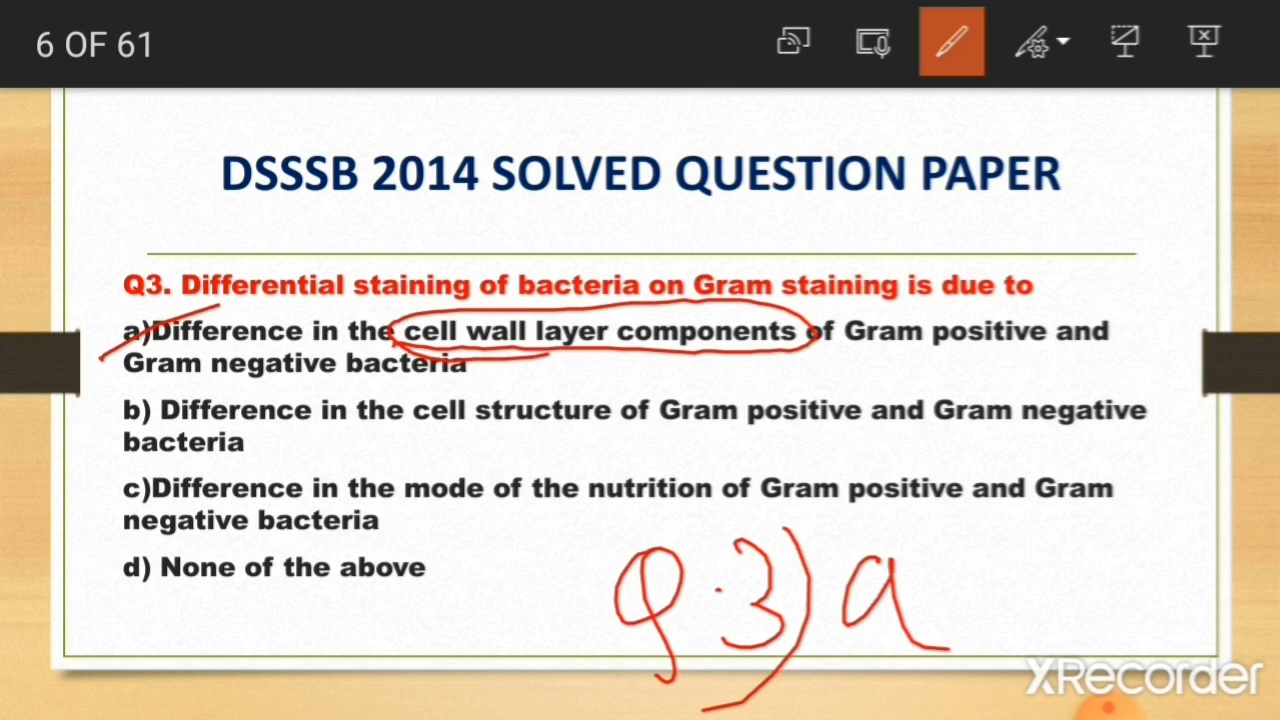 6 OF 61
DSSSB 2014 SOLVED QUESTION PAPER
Q3. Differential staining of bacteria on Gram staining is due to
a)Difference in the cell wall layer components of Gram positive and
Gram negative bacteria
b) Difference in the cell structure of Gram positive and Gram negative
bacteria
c)Difference in the mode of the nutrition of Gram positive and Gram
negative bacteria
d) None of the above
Q.3) a
XRecorder